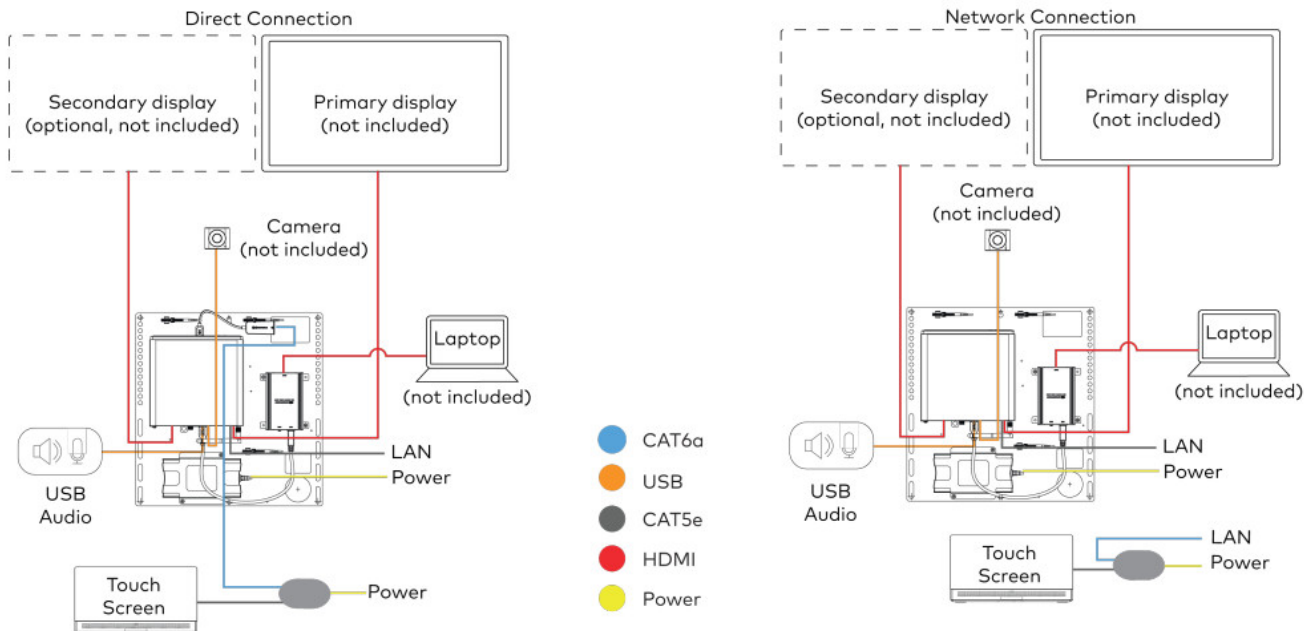 Direct Connection
Secondary display
(optional, not included)
Primary display
(not included)
Camera
(not included)
Laptop
(not included)
LAN
Power
USB
Audio
Touch
Screen
Power
CAT6a
USB
CAT5e
HDMI
Power
Network Connection
Secondary display
(optional, not included)
Primary display
(not included)
Camera
(not included)
Laptop
(not included)
LAN
Power
USB
Audio
Touch
Screen
LAN
Power